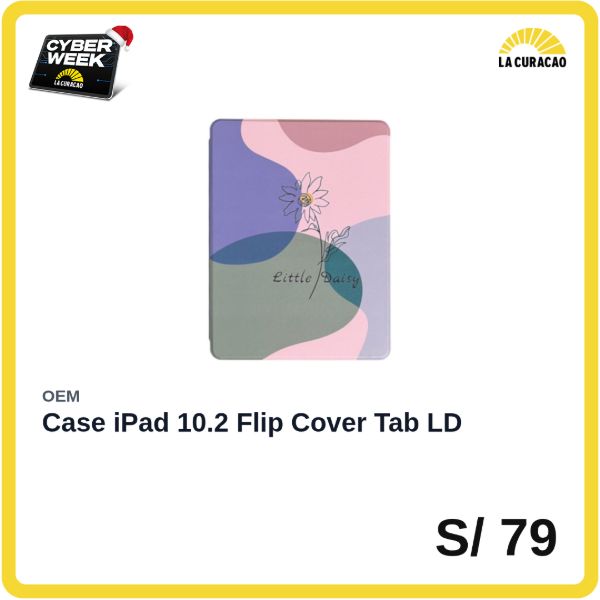 CYBER
WEEK
LA CURACAO
LA CURACAO
Little Daisy
OEM
Case iPad 10.2 Flip Cover Tab LD
S/ 79